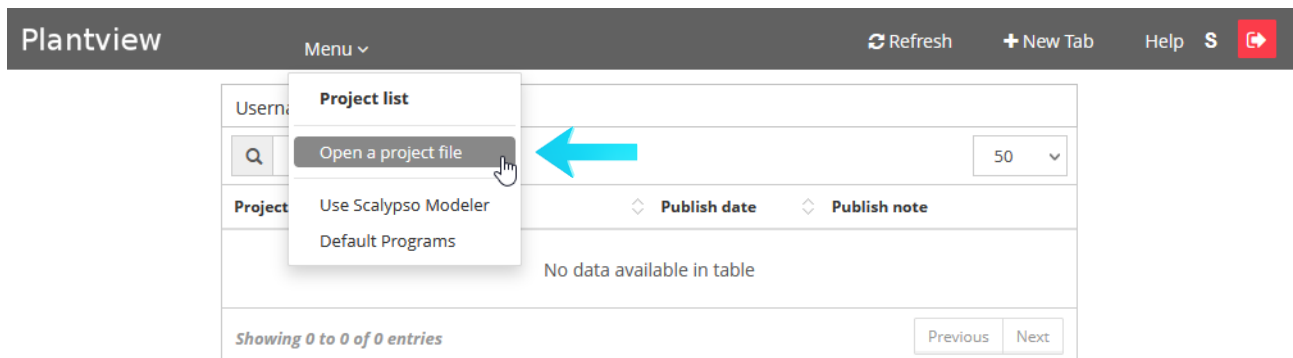 Plantview
Menu
Refresh
New Tab
Help
S
Project list
Open a project file
Use Scalypso Modeler
Default Programs
50
Project
Publish date
Publish note
No data available in table
Showing 0 to 0 of 0 entries
Previous
Next